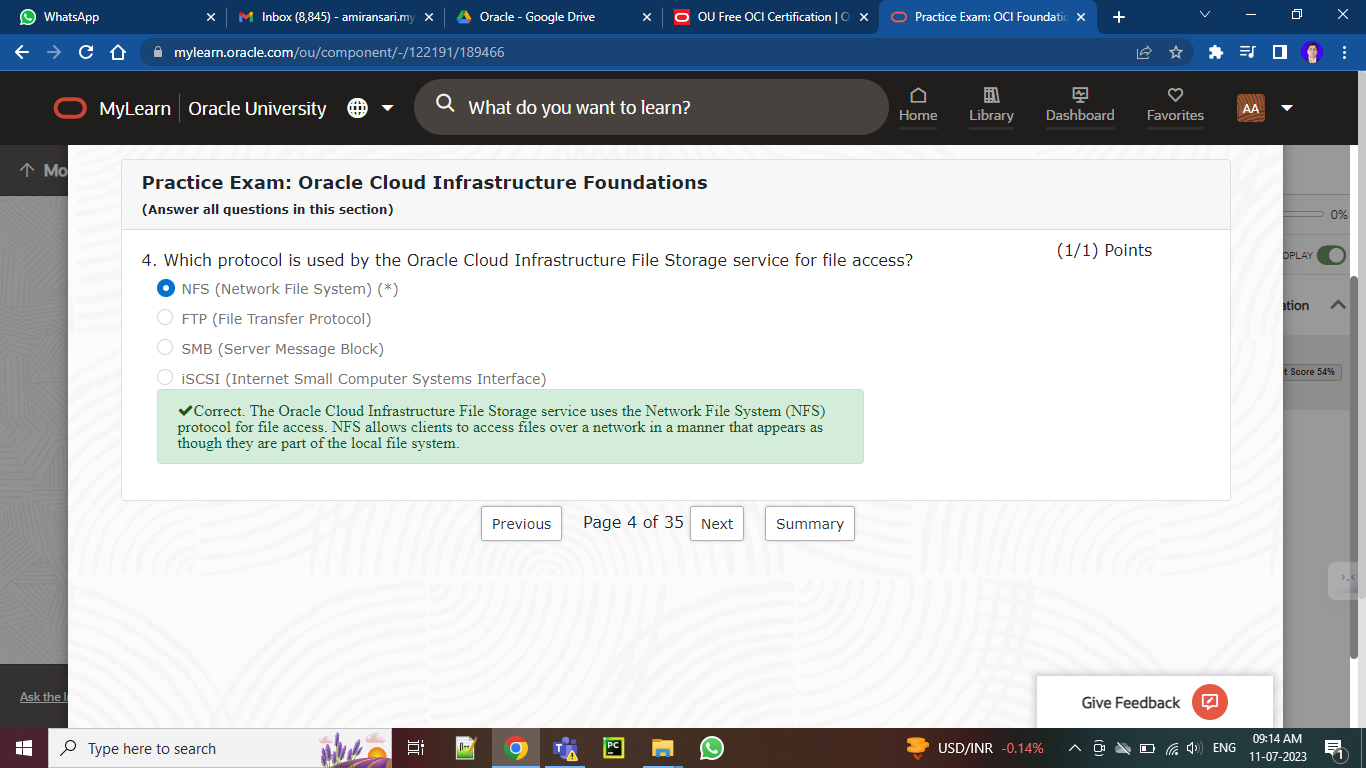 WhatsApp
Inbox (8,845) - amiransari.my
Oracle - Google Drive
OU Free OCI Certification | O
Practice Exam: OCI Foundatio
mylearn.oracle.com/ou/component/-/122191/189466
MyLearn Oracle University
What do you want to learn?
Home
Library
Dashboard
Favorites
AA
Mo
Practice Exam: Oracle Cloud Infrastructure Foundations
(Answer all questions in this section)
0%
4. Which protocol is used by the Oracle Cloud Infrastructure File Storage service for file access?
(1/1) Points
OPLAY
NFS (Network File System) (*)
ation
FTP (File Transfer Protocol)
SMB (Server Message Block)
t Score 54%
iSCSI (Internet Small Computer Systems Interface)
✔Correct. The Oracle Cloud Infrastructure File Storage service uses the Network File System (NFS)
protocol for file access. NFS allows clients to access files over a network in a manner that appears as
though they are part of the local file system.
Previous
Page 4 of 35
Next
Summary
Ask the I
Give Feedback
Type here to search
PC
USD/INR -0.14%
ENG
09:14 AM
11-07-2023
1